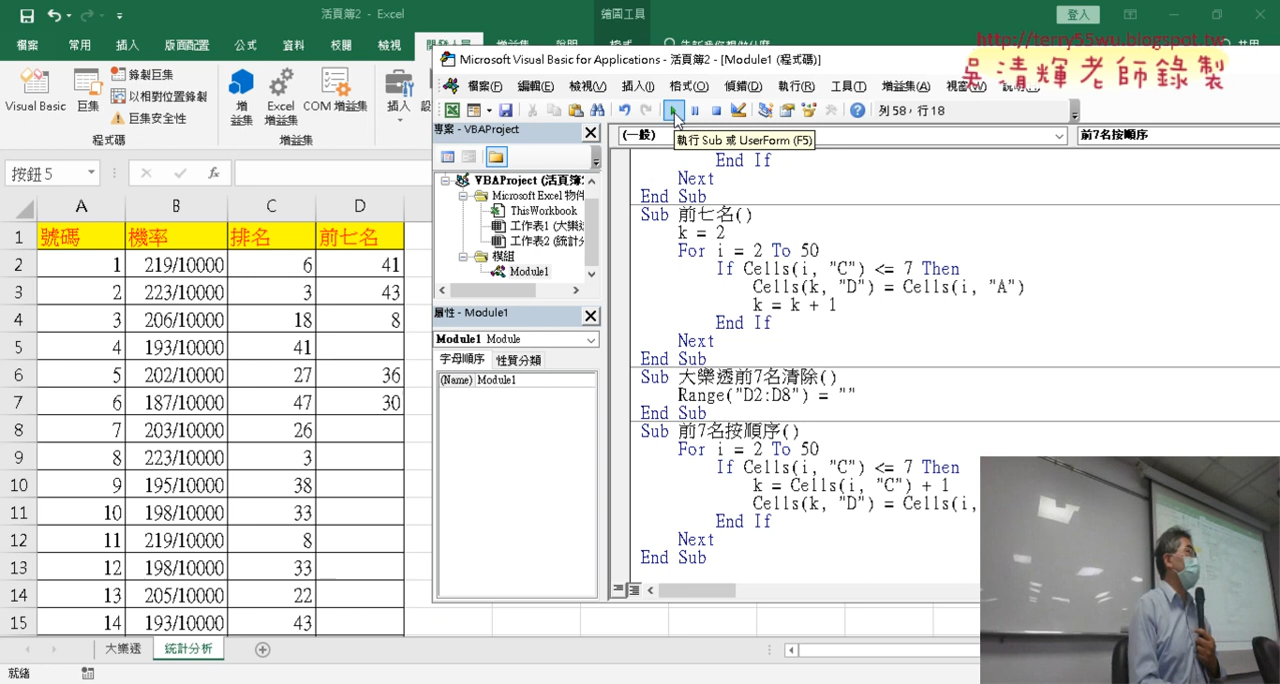 活頁簿2 - Excel
繪圖工具
登入
檔案 常用 插入 版面配置 公式 資料 校閱 檢視
http://terry55wu.blogspot.tw
吳清輝老師錄製
Visual Basic
巨集
錄製巨集
以相對位置錄製
巨集安全性
程式碼
增益集
Excel 增益集
COM 增益集
增益集
插入
按鈕 5
fx
A B C D
1 號碼 機率 排名 前七名
2 1 219/10000 6 41
3 2 223/10000 3 43
4 3 206/10000 18 8
5 4 193/10000 41
6 5 202/10000 27 36
7 6 187/10000 47 30
8 7 203/10000 26
9 8 223/10000 3
10 9 195/10000 38
11 10 198/10000 33
12 11 219/10000 8
13 12 198/10000 33
14 13 205/10000 22
15 14 193/10000 43
大樂透 統計分析
就緒
Microsoft Visual Basic for Applications - 活頁簿2 - [Module1 (程式碼)]
檔案(F) 編輯(E) 檢視(V) 插入(I) 格式(O) 偵錯(D) 執行(R) 工具(T) 增益集(A) 視窗(W)
列 58，行 18
執行 Sub 或 UserForm (F5)
專案 - VBAProject
VBAProject (活頁簿2
Microsoft Excel 物件
ThisWorkbook
工作表1 (大樂透
工作表2 (統計分
模組
Module1
屬性 - Module1
Module1 Module
字母順序 性質分類
(Name) Module1
(一般)
前7名按順序
End If
Next
End Sub
Sub 前七名()
k = 2
For i = 2 To 50
If Cells(i, "C") <= 7 Then
Cells(k, "D") = Cells(i, "A")
k = k + 1
End If
Next
End Sub
Sub 大樂透前7名清除()
Range("D2:D8") = ""
End Sub
Sub 前7名按順序()
For i = 2 To 50
If Cells(i, "C") <= 7 Then
k = Cells(i, "C") + 1
Cells(k, "D") = Cells(i,
End If
Next
End Sub